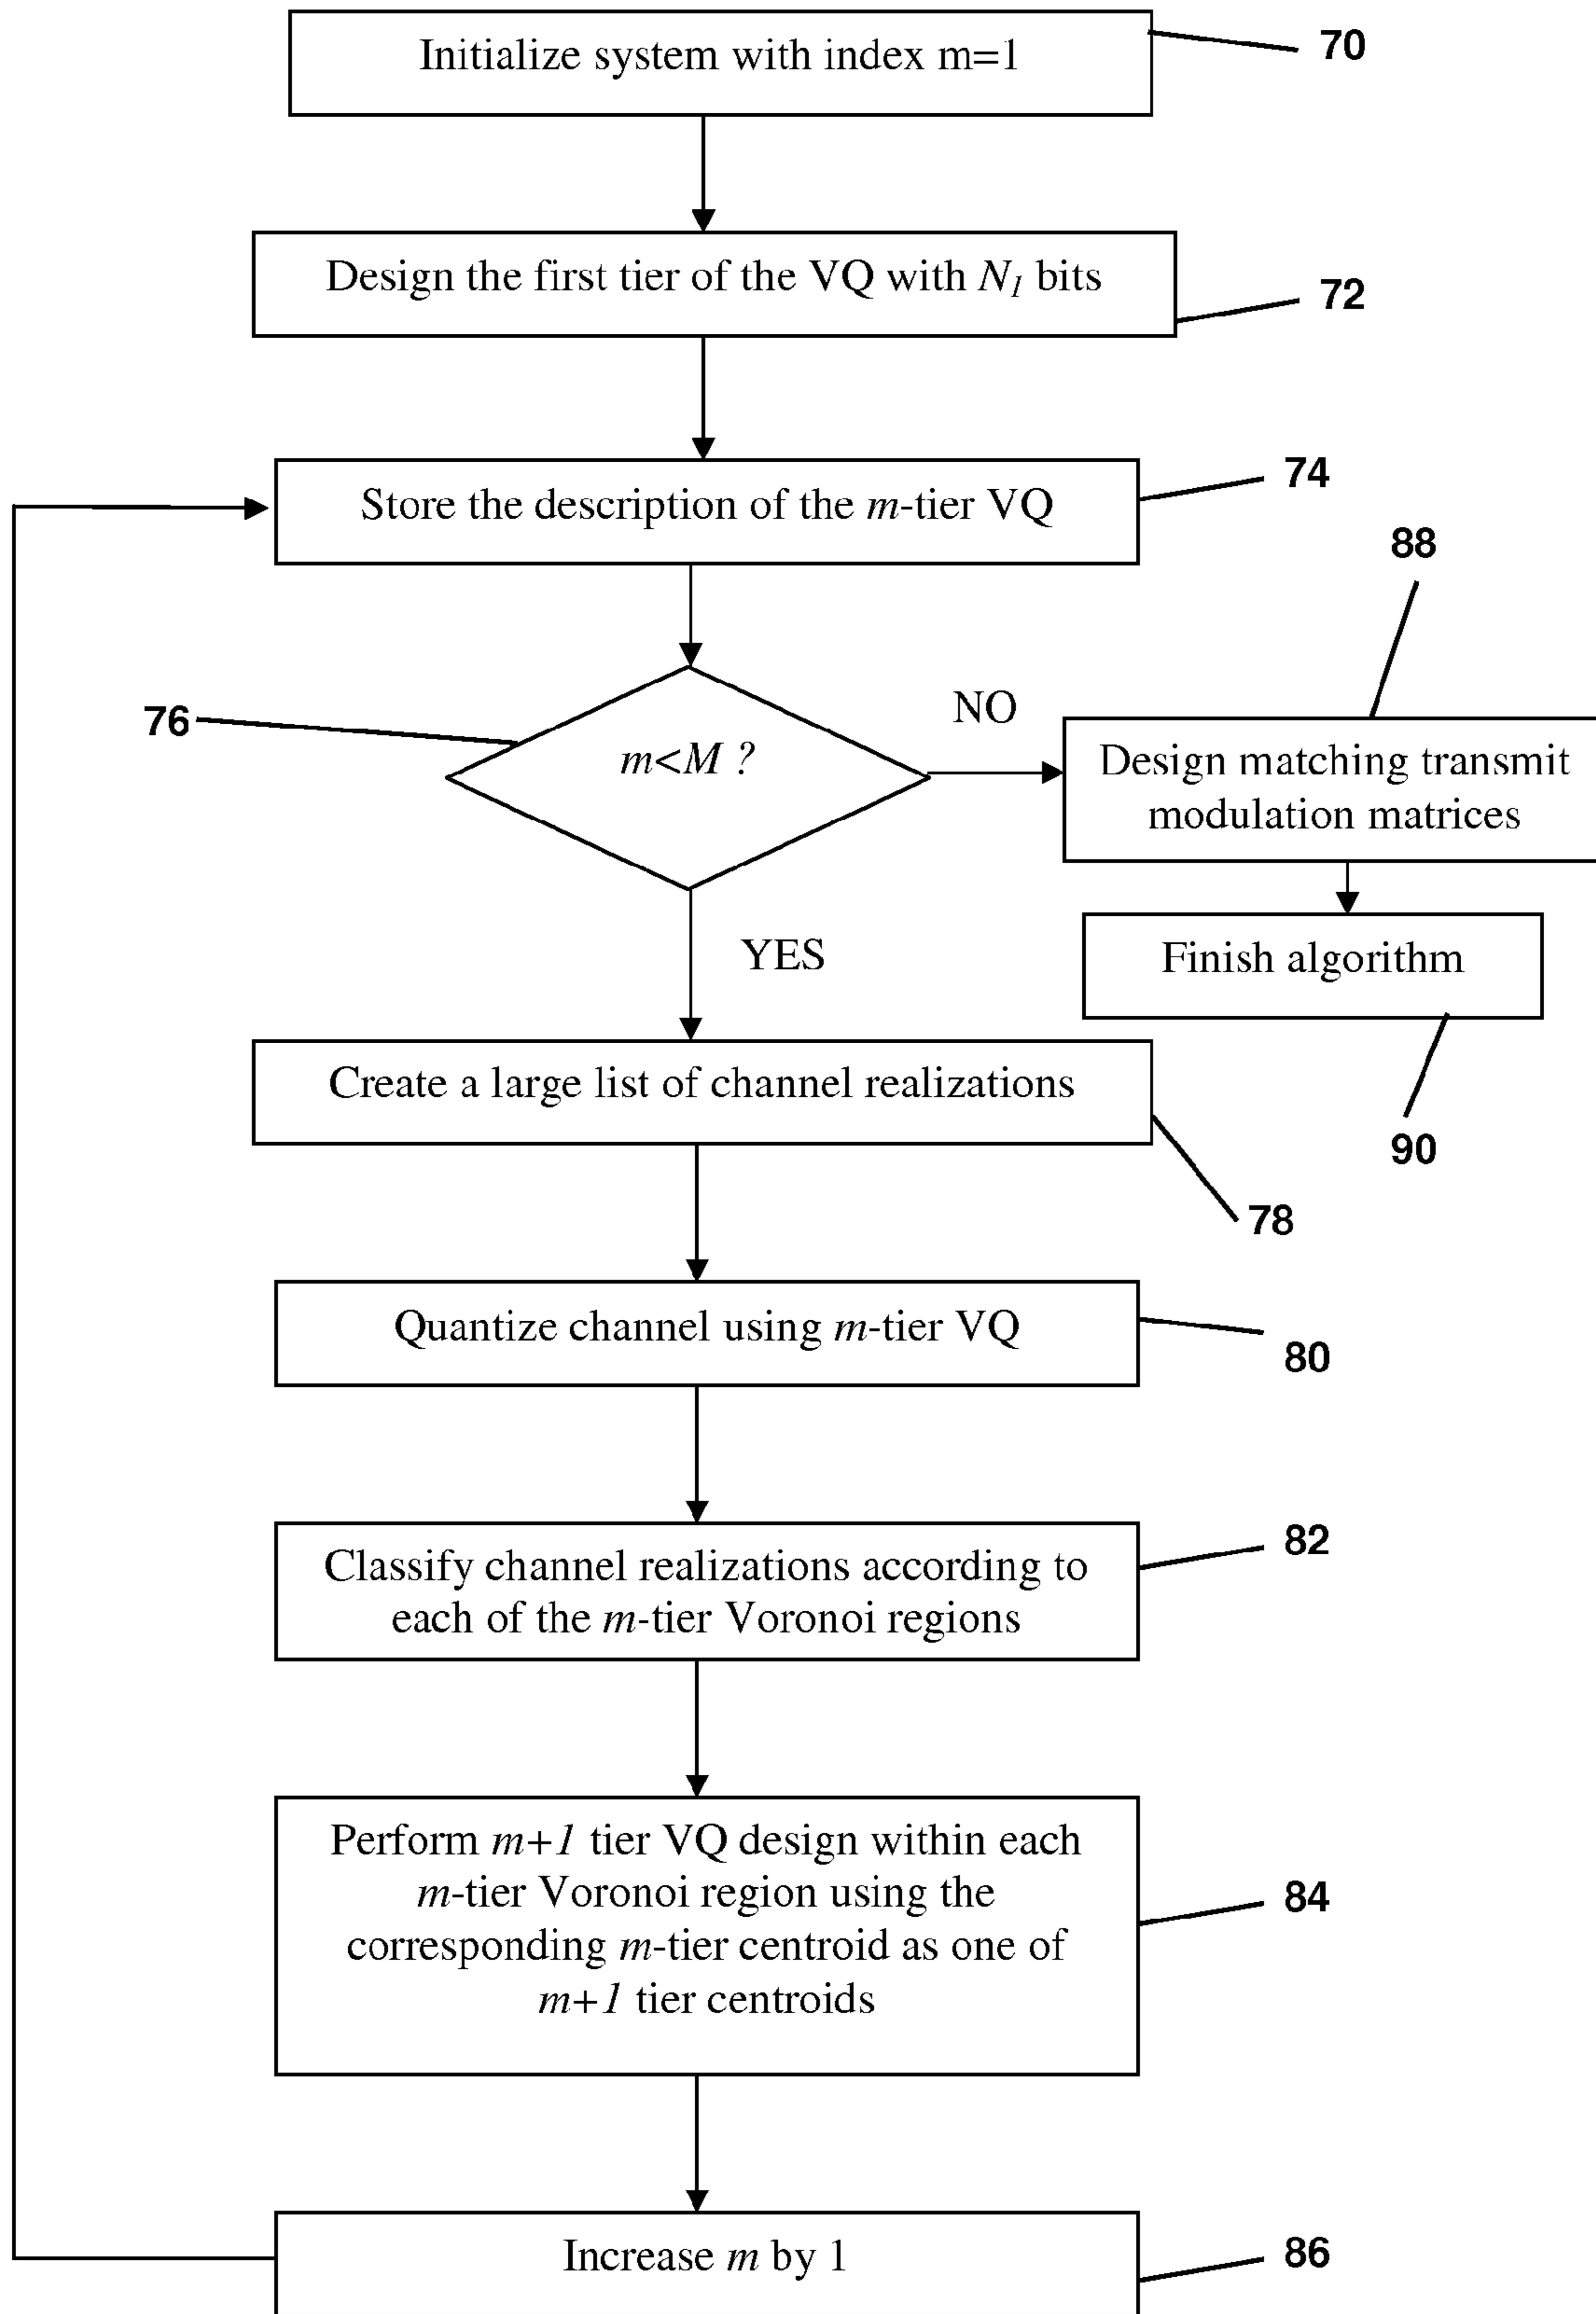 Initialize system with index m=1
70
Design the first tier of the VQ with N1 bits
72
Store the description of the m-tier VQ
74
88
76
m<M ?
NO
Design matching transmit
modulation matrices
YES
Finish algorithm
90
Create a large list of channel realizations
78
Quantize channel using m-tier VQ
80
Classify channel realizations according to
each of the m-tier Voronoi regions
82
Perform m+1 tier VQ design within each
m-tier Voronoi region using the
corresponding m-tier centroid as one of
m+1 tier centroids
84
Increase m by 1
86